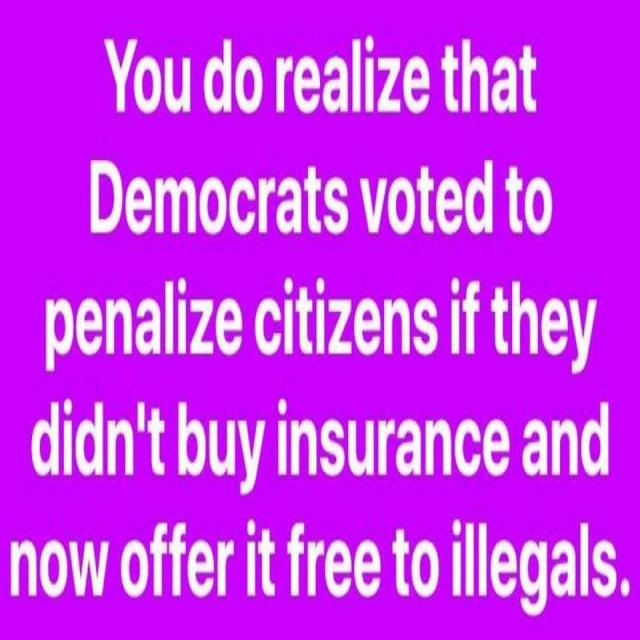 You do realize that
Democrats voted to
penalize citizens if they
didn't buy insurance and
now offer it free to illegals.